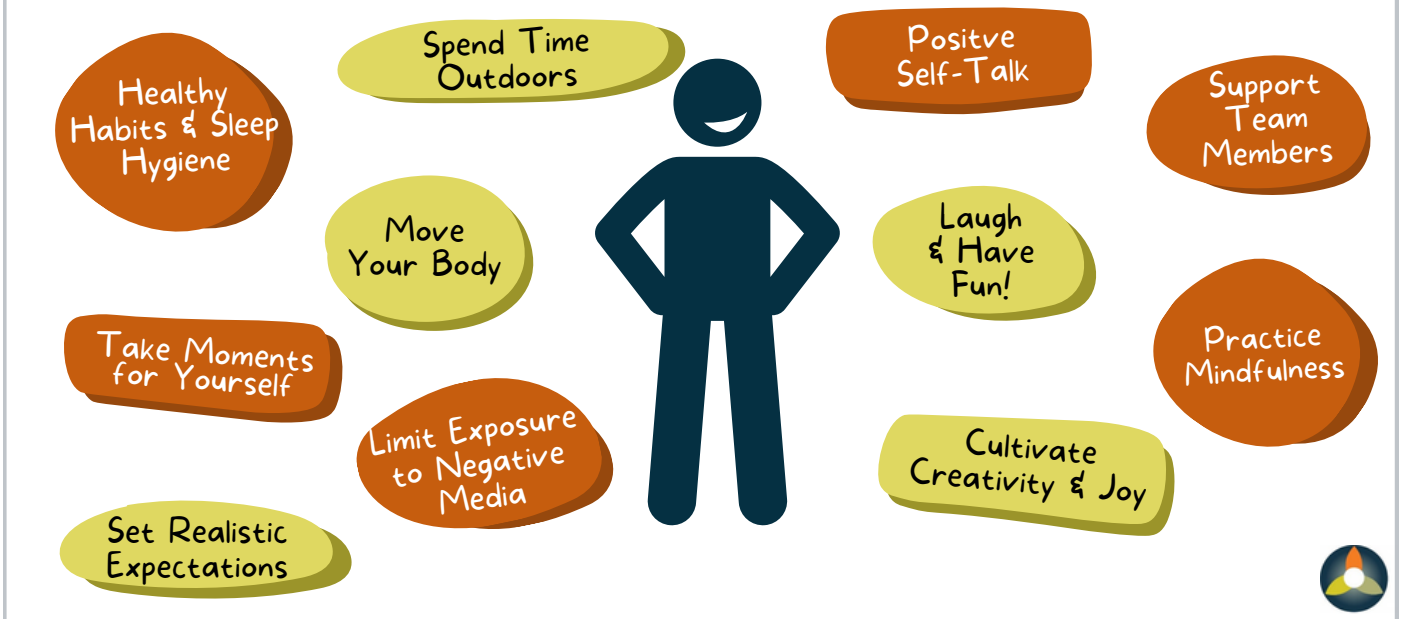 Healthy
Habits & Sleep
Hygiene
Spend Time
Outdoors
Positve
Self-Talk
Support
Team
Members
Move
Your Body
Laugh
& Have
Fun!
Take Moments
for Yourself
Practice
Mindfulness
Limit Exposure
to Negative
Media
Cultivate
Creativity & Joy
Set Realistic
Expectations